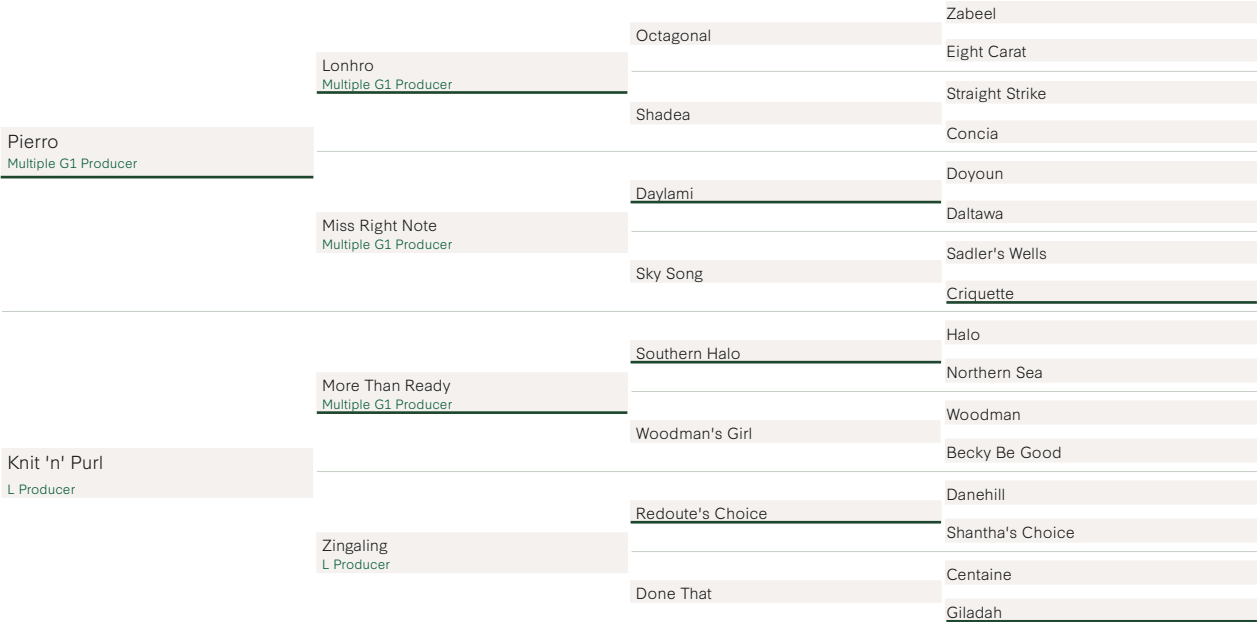 Zabeel
Octagonal
Eight Carat
Lonhro
Multiple G1 Producer
Straight Strike
Shadea
Concia
Pierro
Multiple G1 Producer
Doyoun
Daylami
Daltawa
Miss Right Note
Multiple G1 Producer
Sadler's Wells
Sky Song
Criquette
Halo
Southern Halo
Northern Sea
More Than Ready
Multiple G1 Producer
Woodman
Woodman's Girl
Becky Be Good
Knit 'n' Purl
L Producer
Danehill
Redoute's Choice
Shantha's Choice
Zingaling
L Producer
Centaine
Done That
Giladah